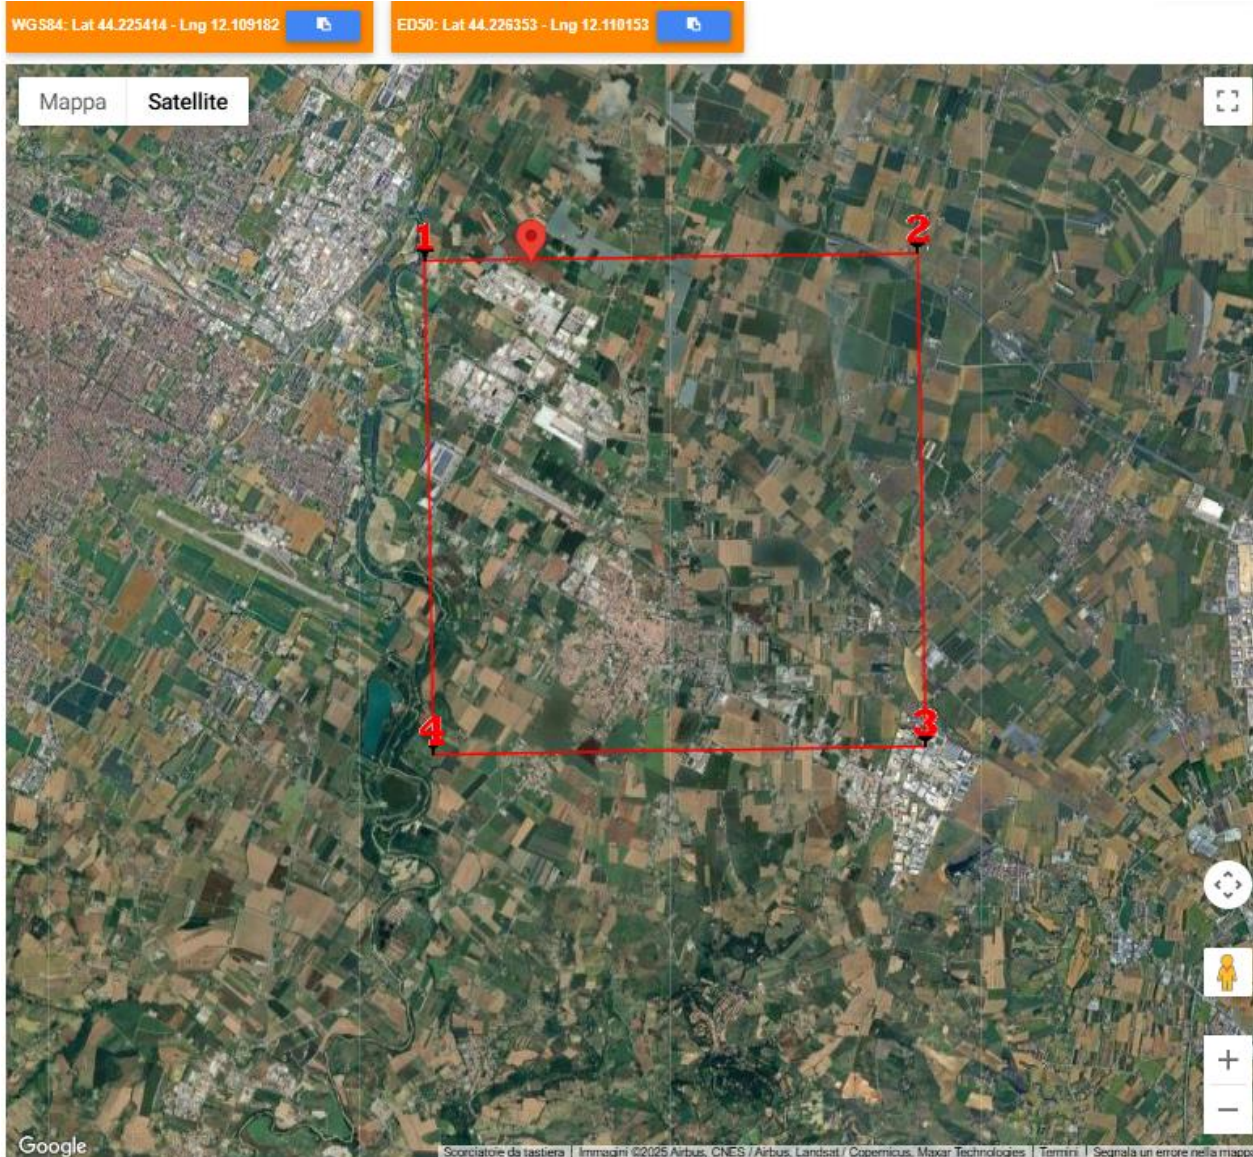 WGS84: Lat 44.225414 - Lng 12.109182
ED50: Lat 44.226353 - Lng 12.110153
Mappa
Satellite
1
2
3
4
Google
Scorciatoie da tastiera
Immagini ©2025 Airbus, CNES / Airbus, Landsat / Copernicus, Maxar Technologies
Termini
Segnala un errore nella mappa